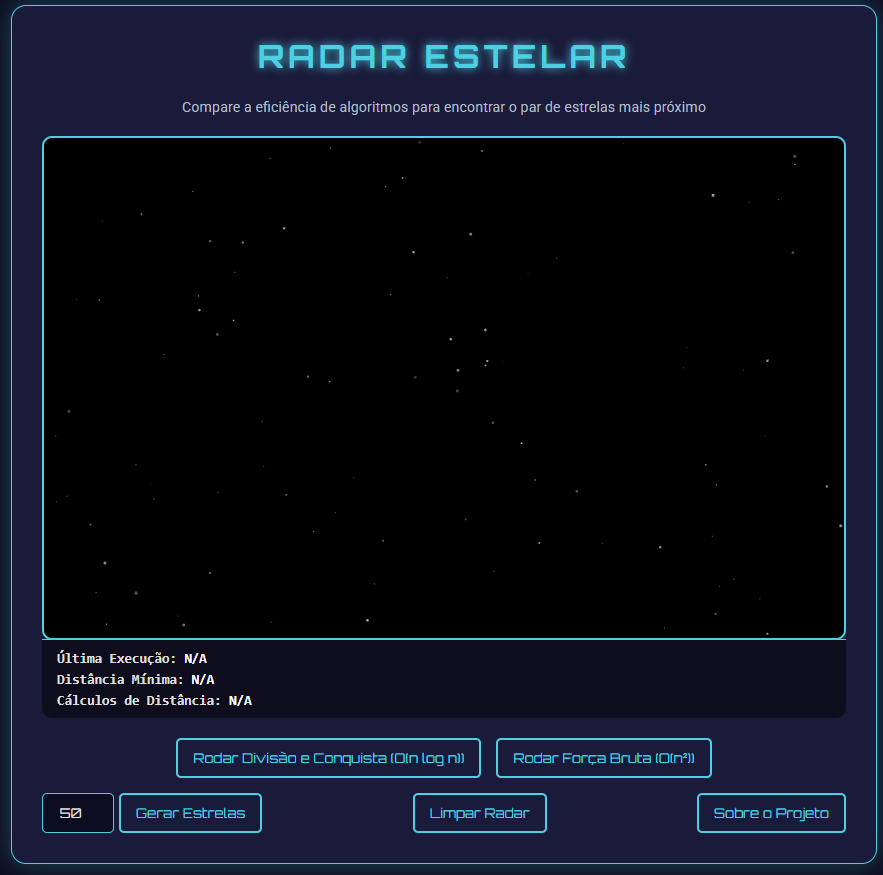 RADAR ESTELAR
Compare a eficiência de algoritmos para encontrar o par de estrelas mais próximo
Última Execução: N/A
Distância Mínima: N/A
Cálculos de Distância: N/A
Rodar Divisão e Conquista (O(n log n)) Rodar Força Bruta (O(n²))
50 Gerar Estrelas Limpar Radar Sobre o Projeto